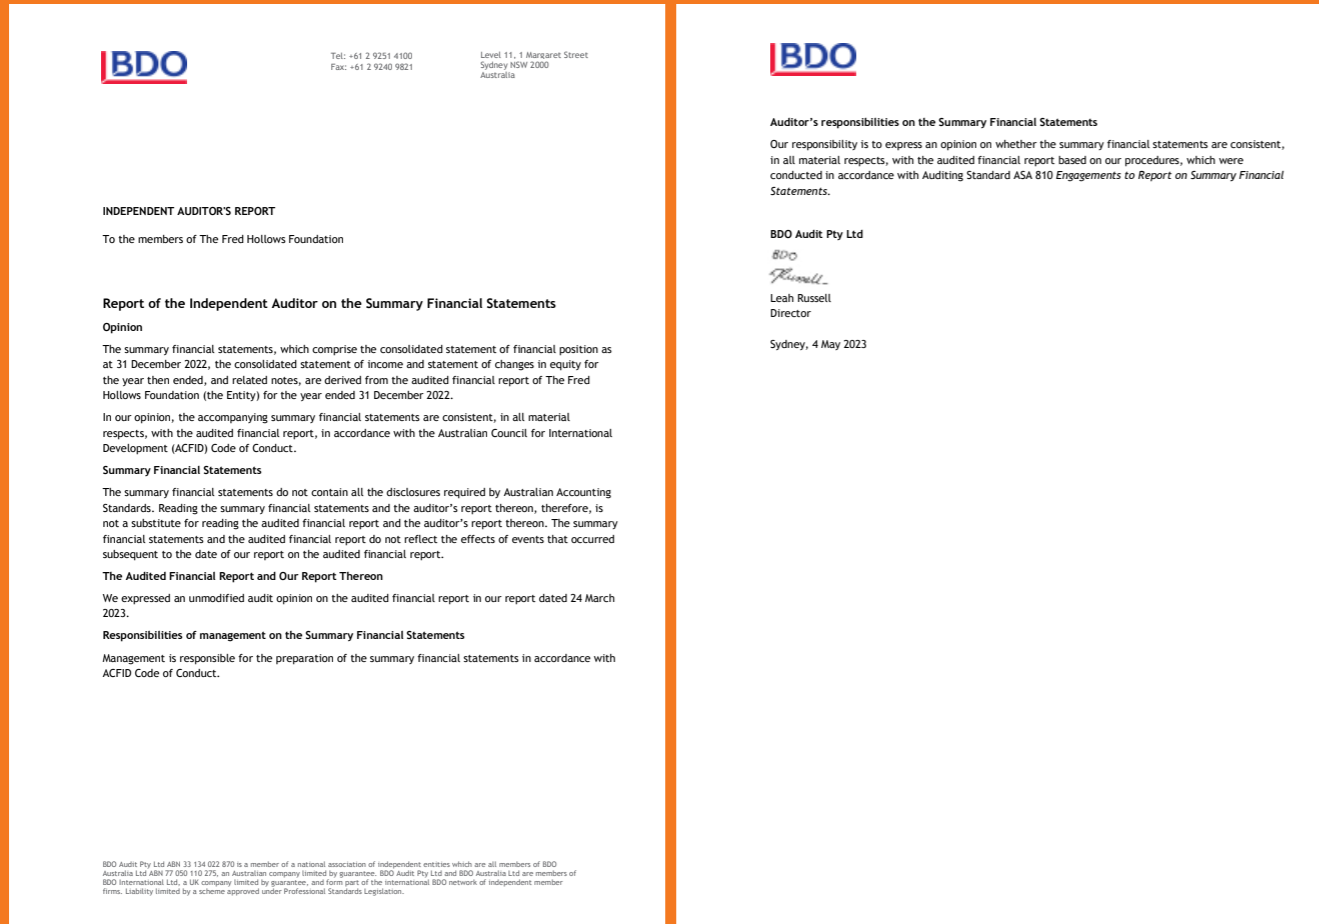 BDO
Tel: +61 2 9251 4100
Fax: +61 2 9240 9821
Level 11, 1 Margaret Street
Sydney NSW 2000
Australia
INDEPENDENT AUDITOR'S REPORT
To the members of The Fred Hollows Foundation
Report of the Independent Auditor on the Summary Financial Statements
Opinion
The summary financial statements, which comprise the consolidated statement of financial position as
at 31 December 2022, the consolidated statement of income and statement of changes in equity for
the year then ended, and related notes, are derived from the audited financial report of The Fred
Hollows Foundation (the Entity) for the year ended 31 December 2022.
In our opinion, the accompanying summary financial statements are consistent, in all material
respects, with the audited financial report, in accordance with the Australian Council for International
Development (ACFID) Code of Conduct.
Summary Financial Statements
The summary financial statements do not contain all the disclosures required by Australian Accounting
Standards. Reading the summary financial statements and the auditor's report thereon, therefore, is
not a substitute for reading the audited financial report and the auditor's report thereon. The summary
financial statements and the audited financial report do not reflect the effects of events that occurred
subsequent to the date of our report on the audited financial report.
The Audited Financial Report and Our Report Thereon
We expressed an unmodified audit opinion on the audited financial report in our report dated 24 March
2023.
Responsibilities of management on the Summary Financial Statements
Management is responsible for the preparation of the summary financial statements in accordance with
ACFID Code of Conduct.
BDO Audit Pty Ltd ABN 33 134 022 870 is a member of a national association of independent entities which are all members of BDO
Australia Ltd ABN 77 050 110 275, an Australian company limited by guarantee. BDO Audit Pty Ltd and BDO Australia Ltd are members of
BDO International Ltd, a UK company limited by guarantee, and form part of the international BDO network of independent member
firms. Liability limited by a scheme approved under Professional Standards Legislation.
BDO
Auditor's responsibilities on the Summary Financial Statements
Our responsibility is to express an opinion on whether the summary financial statements are consistent,
in all material respects, with the audited financial report based on our procedures, which were
conducted in accordance with Auditing Standard ASA 810 Engagements to Report on Summary Financial
Statements.
BDO Audit Pty Ltd
BDO
Russell
Leah Russell
Director
Sydney, 4 May 2023